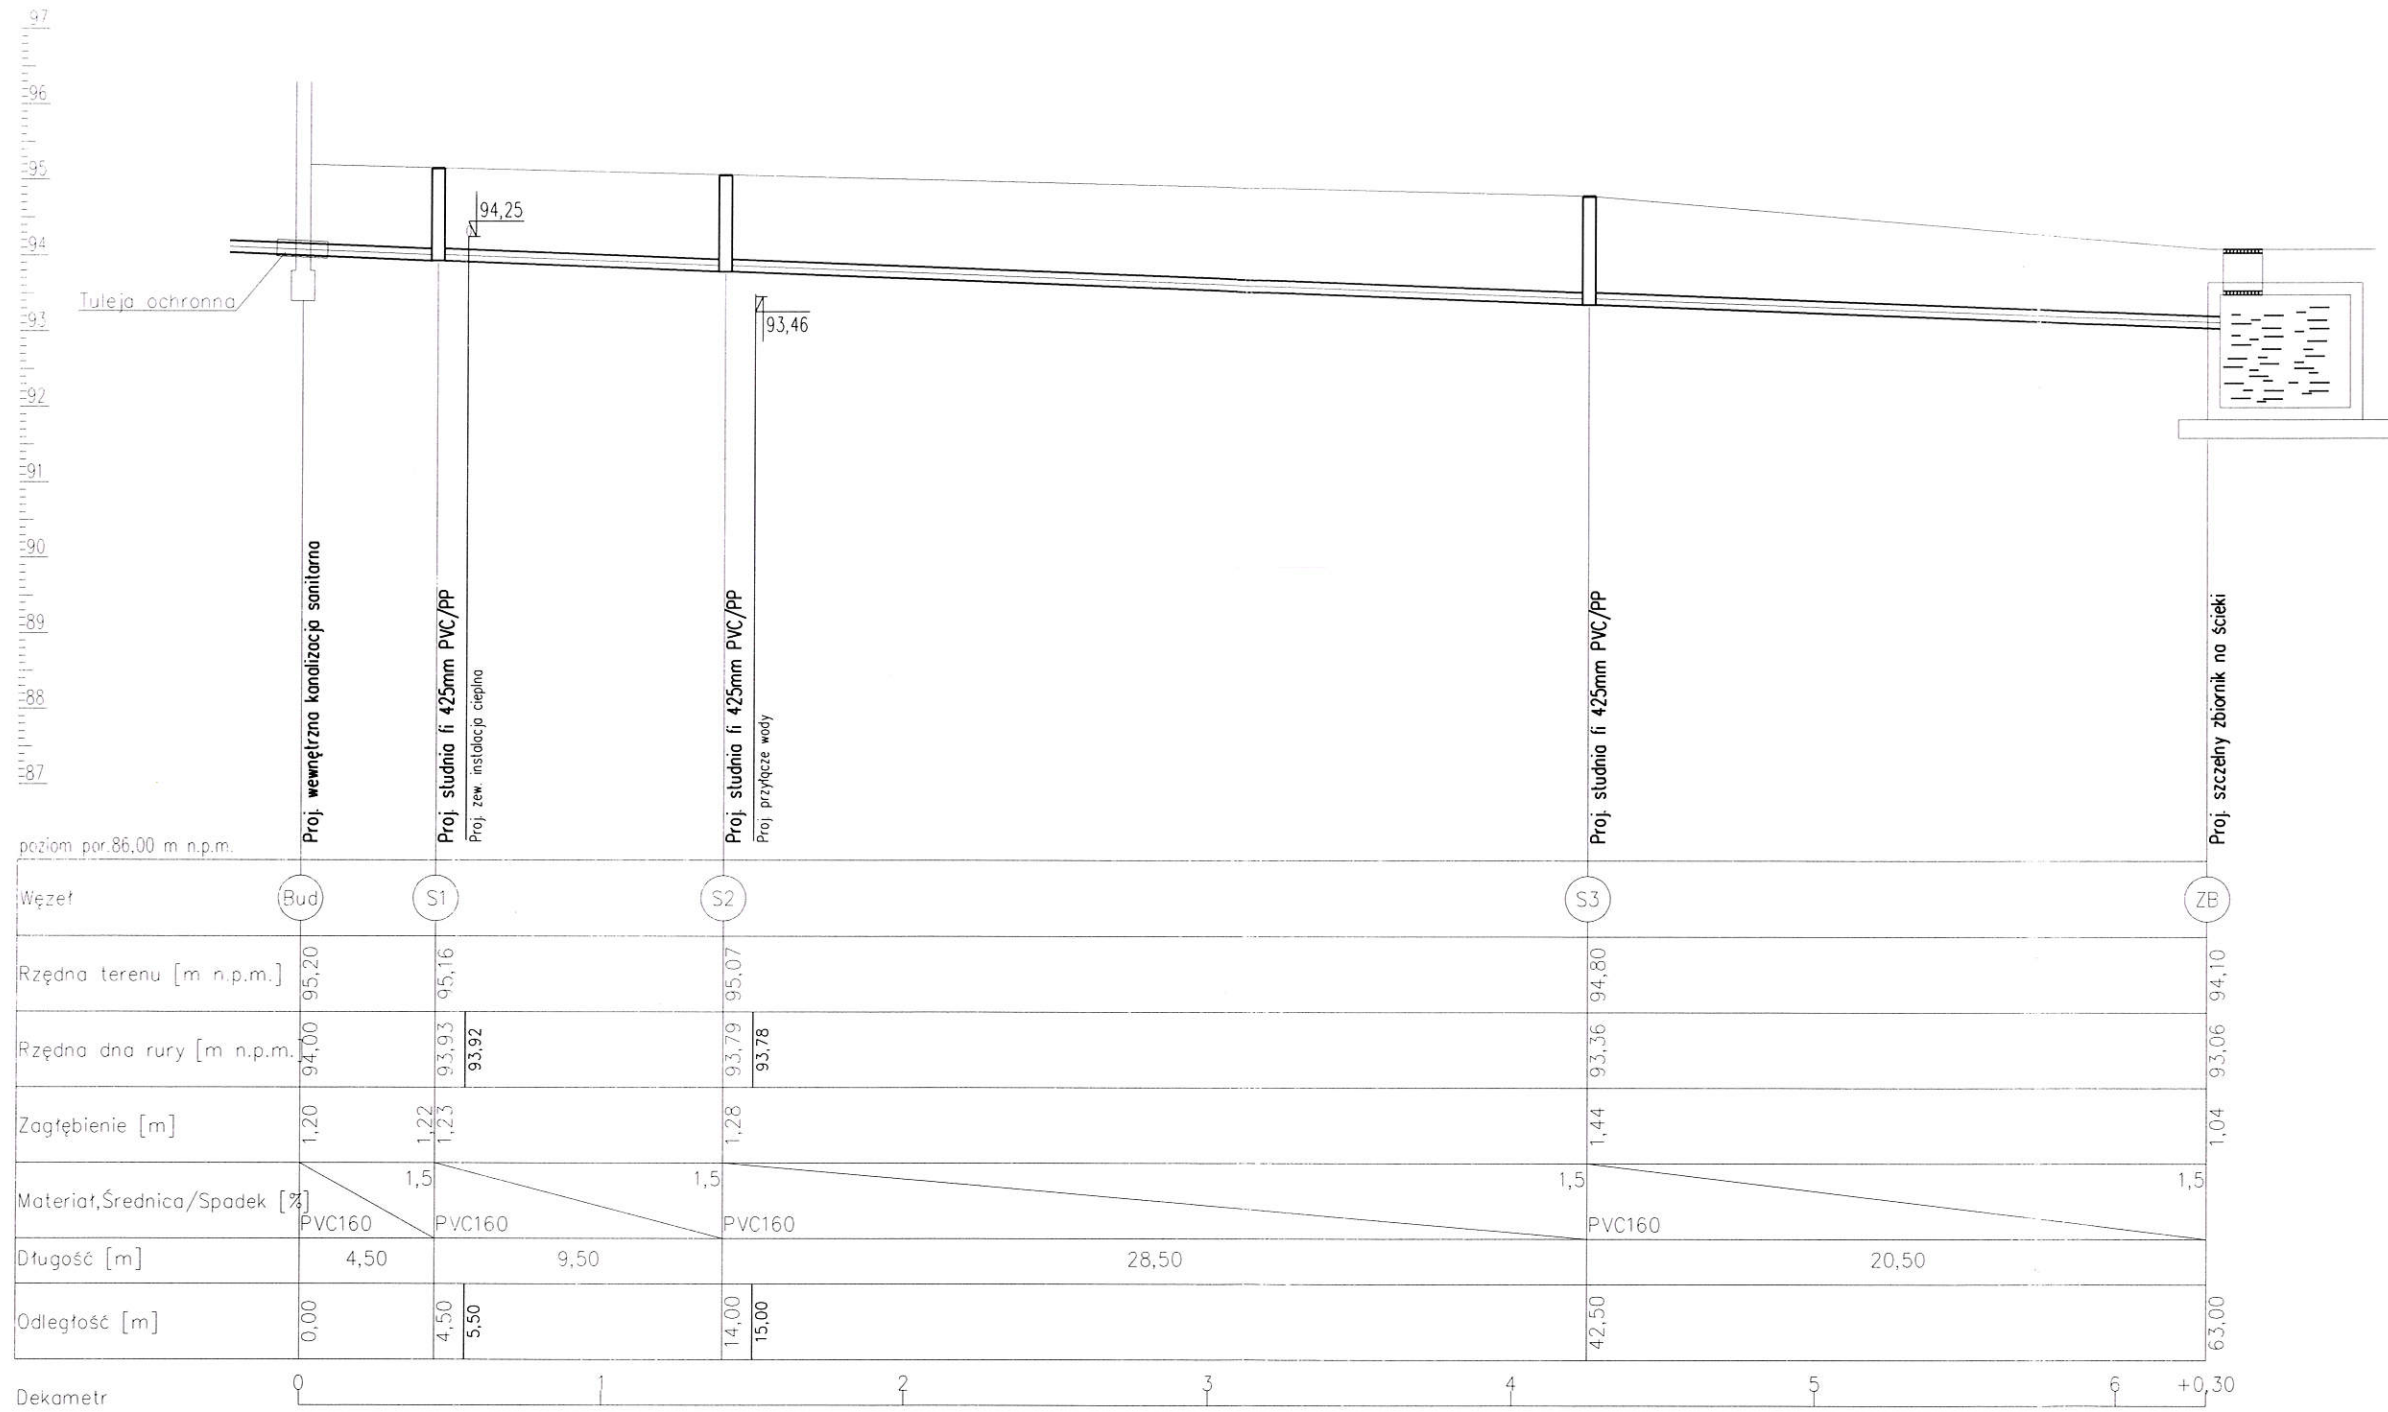 97
96
95
94
93
92
91
90
89
88
87
94,25
93,46
Tuleja ochronna
Proj. wewnętrzna kanalizacja sanitarna
Proj. studnia fi 425mm PVC/PP
Proj. zew. instalacja cieplna
Proj. studnia fi 425mm PVC/PP
Proj. przyłącze wody
Proj. studnia fi 425mm PVC/PP
Proj. szczelny zbiornik na ścieki
poziom por.86,00 m n.p.m.
Węzeł Bud S1 S2 S3 ZB
Rzędna terenu [m n.p.m.] 95,20 95,16 95,07 94,80 94,10
Rzędna dna rury [m n.p.m.] 94,00 93,93 93,92 93,79 93,78 93,36 93,06
Zagłębienie [m] 1,20 1,22 1,23 1,28 1,44 1,04
1,5 1,5 1,5 1,5
Materiał,Średnica/Spadek [%]
PVC160 PVC160 PVC160 PVC160
Długość [m] 4,50 9,50 28,50 20,50
Odległość [m] 0,00 4,50 5,50 14,00 15,00 42,50 63,00
Dekametr 0 1 2 3 4 5 6 +0,30